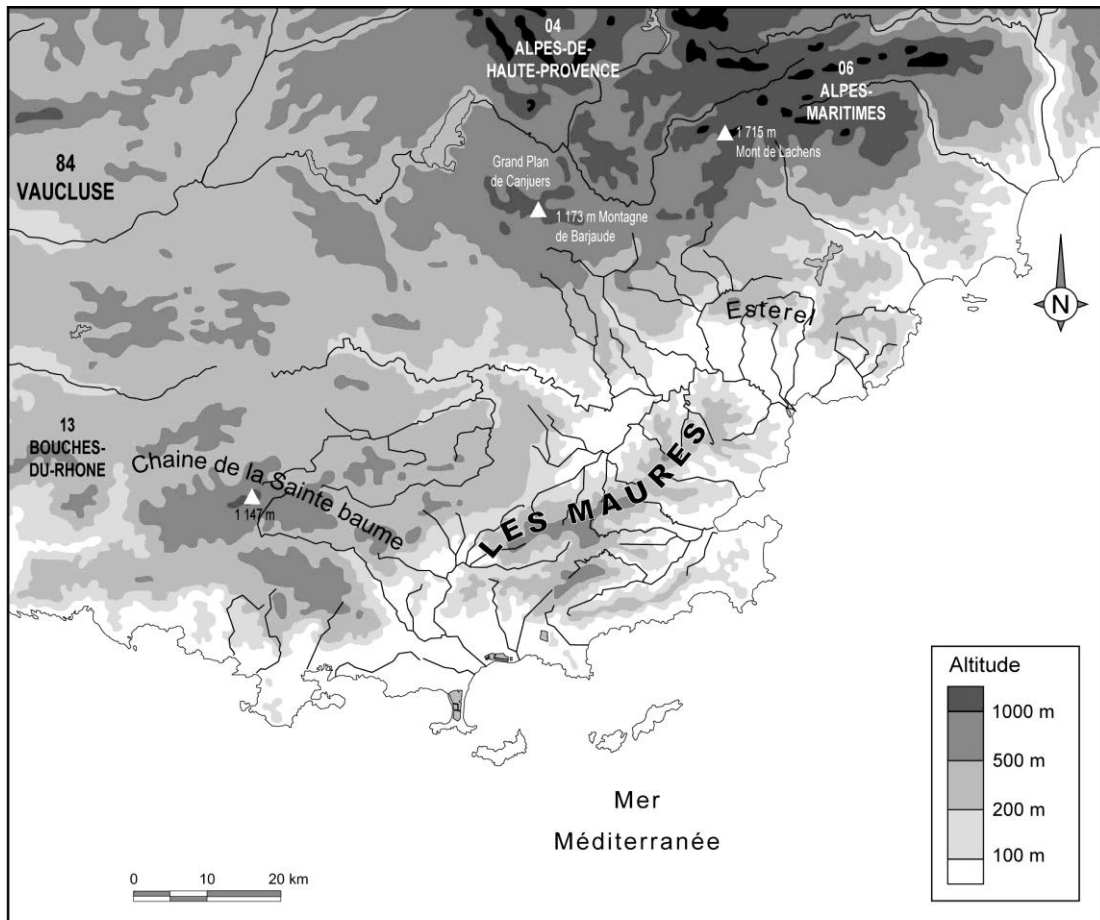 04
ALPES-DE-
HAUTE-PROVENCE
06
ALPES-
MARITIMES
1 715 m
Mont de Lachens
84
VAUCLUSE
Grand Plan
de Canjuers
1 173 m Montagne
de Barjaude
N
Esterel
13
BOUCHES-
DU-RHONE
Chaine de la Sainte baume
1 147 m
LES MAURES
Altitude
1000 m
500 m
200 m
100 m
Mer
Méditerranée
0 10 20 km